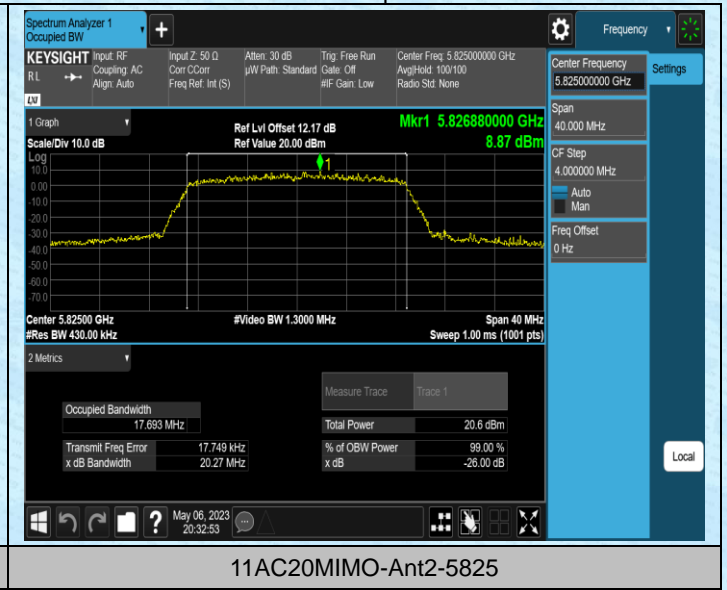 Spectrum Analyzer 1
Occupied BW
+
Frequency
KEYSIGHT
R L
LXI
Input: RF
Coupling: AC
Align: Auto
Input Z: 50 Ω
Corr CCorr
Freq Ref: Int (S)
Atten: 30 dB
µW Path: Standard
Trig: Free Run
Gate: Off
#IF Gain: Low
Center Freq: 5.825000000 GHz
Avg|Hold: 100/100
Radio Std: None
Center Frequency
5.825000000 GHz
Settings
Span
40.000 MHz
CF Step
4.000000 MHz
Auto
Man
Freq Offset
0 Hz
Local
1 Graph
Scale/Div 10.0 dB
Ref Lvl Offset 12.17 dB
Ref Value 20.00 dBm
Mkr1 5.826880000 GHz
8.87 dBm
Log
10.0
0.00
-10.0
-20.0
-30.0
-40.0
-50.0
-60.0
-70.0
1
Center 5.82500 GHz
#Video BW 1.3000 MHz
Span 40 MHz
#Res BW 430.00 kHz
Sweep 1.00 ms (1001 pts)
2 Metrics
Measure Trace
Trace 1
Occupied Bandwidth
17.693 MHz
Total Power
20.6 dBm
Transmit Freq Error
17.749 kHz
% of OBW Power
99.00 %
x dB Bandwidth
20.27 MHz
x dB
-26.00 dB
?
May 06, 2023
20:32:53
11AC20MIMO-Ant2-5825